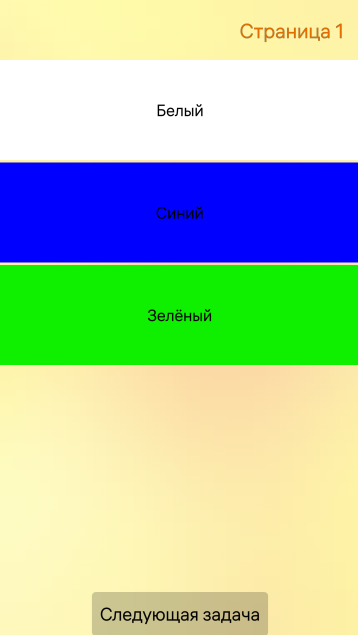 Страница 1
Белый
Синий
Зелёный
Следующая задача